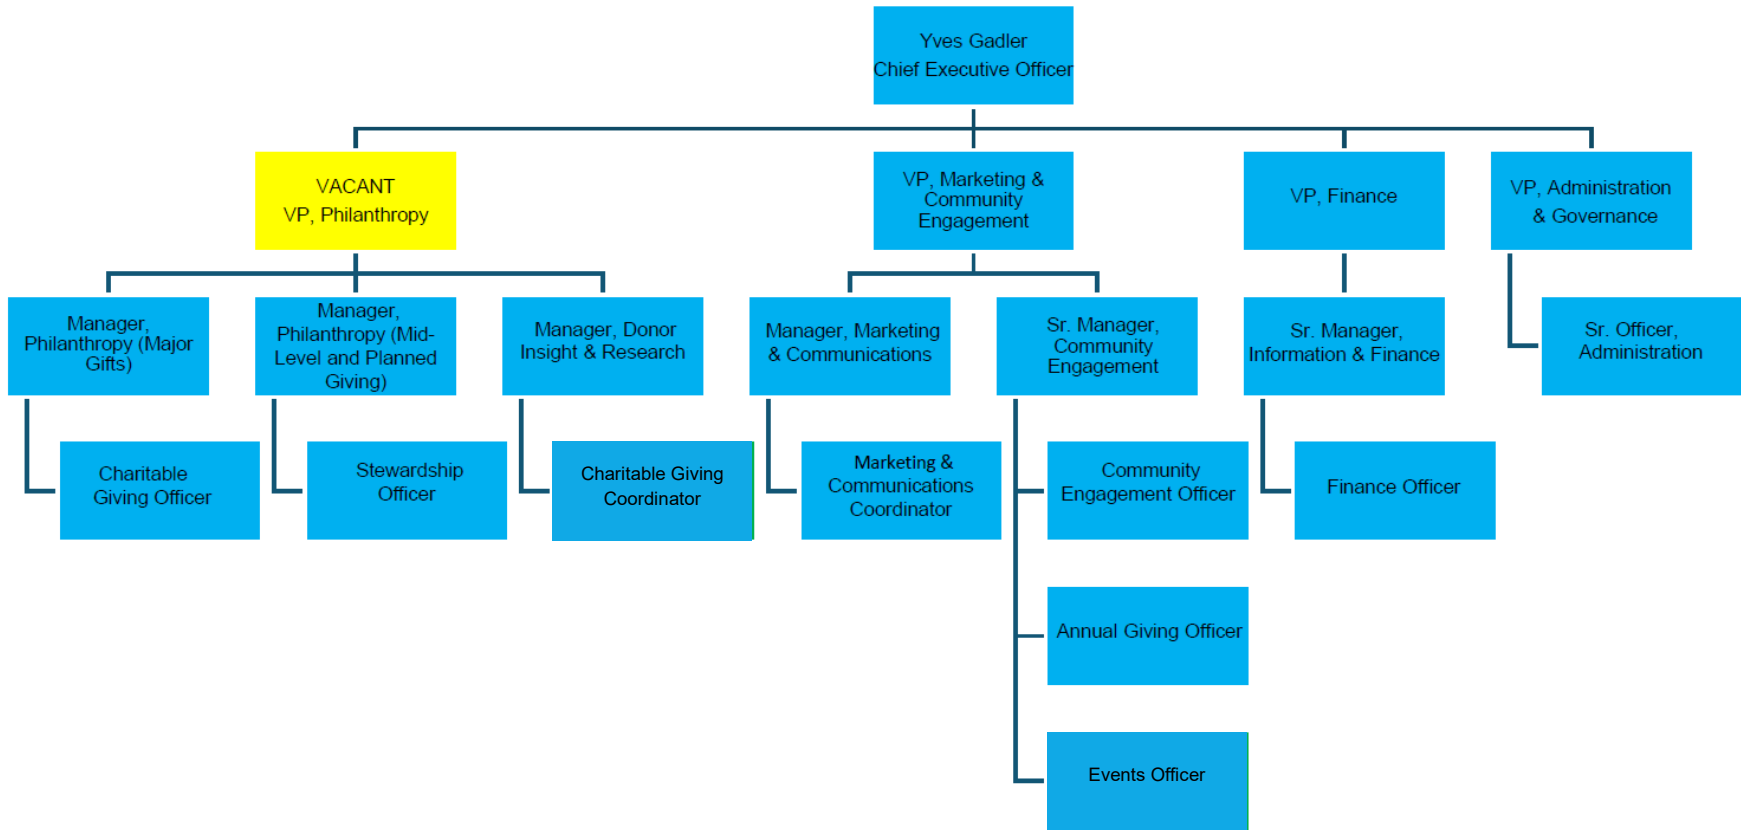 Yves Gadler
Chief Executive Officer
VACANT
VP, Philanthropy
VP, Marketing &
Community
Engagement
VP, Finance
VP, Administration
& Governance
Manager,
Philanthropy (Major
Gifts)
Manager,
Philanthropy (Mid-
Level and Planned
Giving)
Manager, Donor
Insight & Research
Manager, Marketing
& Communications
Sr. Manager,
Community
Engagement
Sr. Manager,
Information & Finance
Sr. Officer,
Administration
Charitable
Giving Officer
Stewardship
Officer
Charitable Giving
Coordinator
Marketing &
Communications
Coordinator
Community
Engagement Officer
Finance Officer
Annual Giving Officer
Events Officer